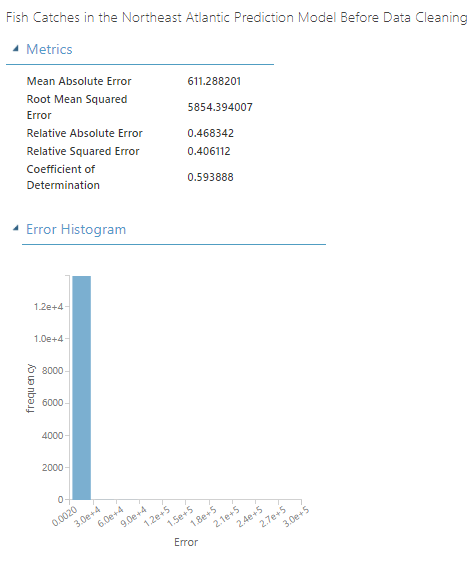 Fish Catches in the Northeast Atlantic Prediction Model Before Data Cleaning
Metrics
Mean Absolute Error 611.288201
Root Mean Squared
Error 5854.394007
Relative Absolute Error 0.468342
Relative Squared Error 0.406112
Coefficient of
Determination 0.593888
Error Histogram
1.2e+4
1.0e+4
8000
6000
4000
2000
0
frequency
0.0020 3.0e+4 6.0e+4 9.0e+4 1.2e+5 1.5e+5 1.8e+5 2.1e+5 2.4e+5 2.7e+5 3.0e+5
Error